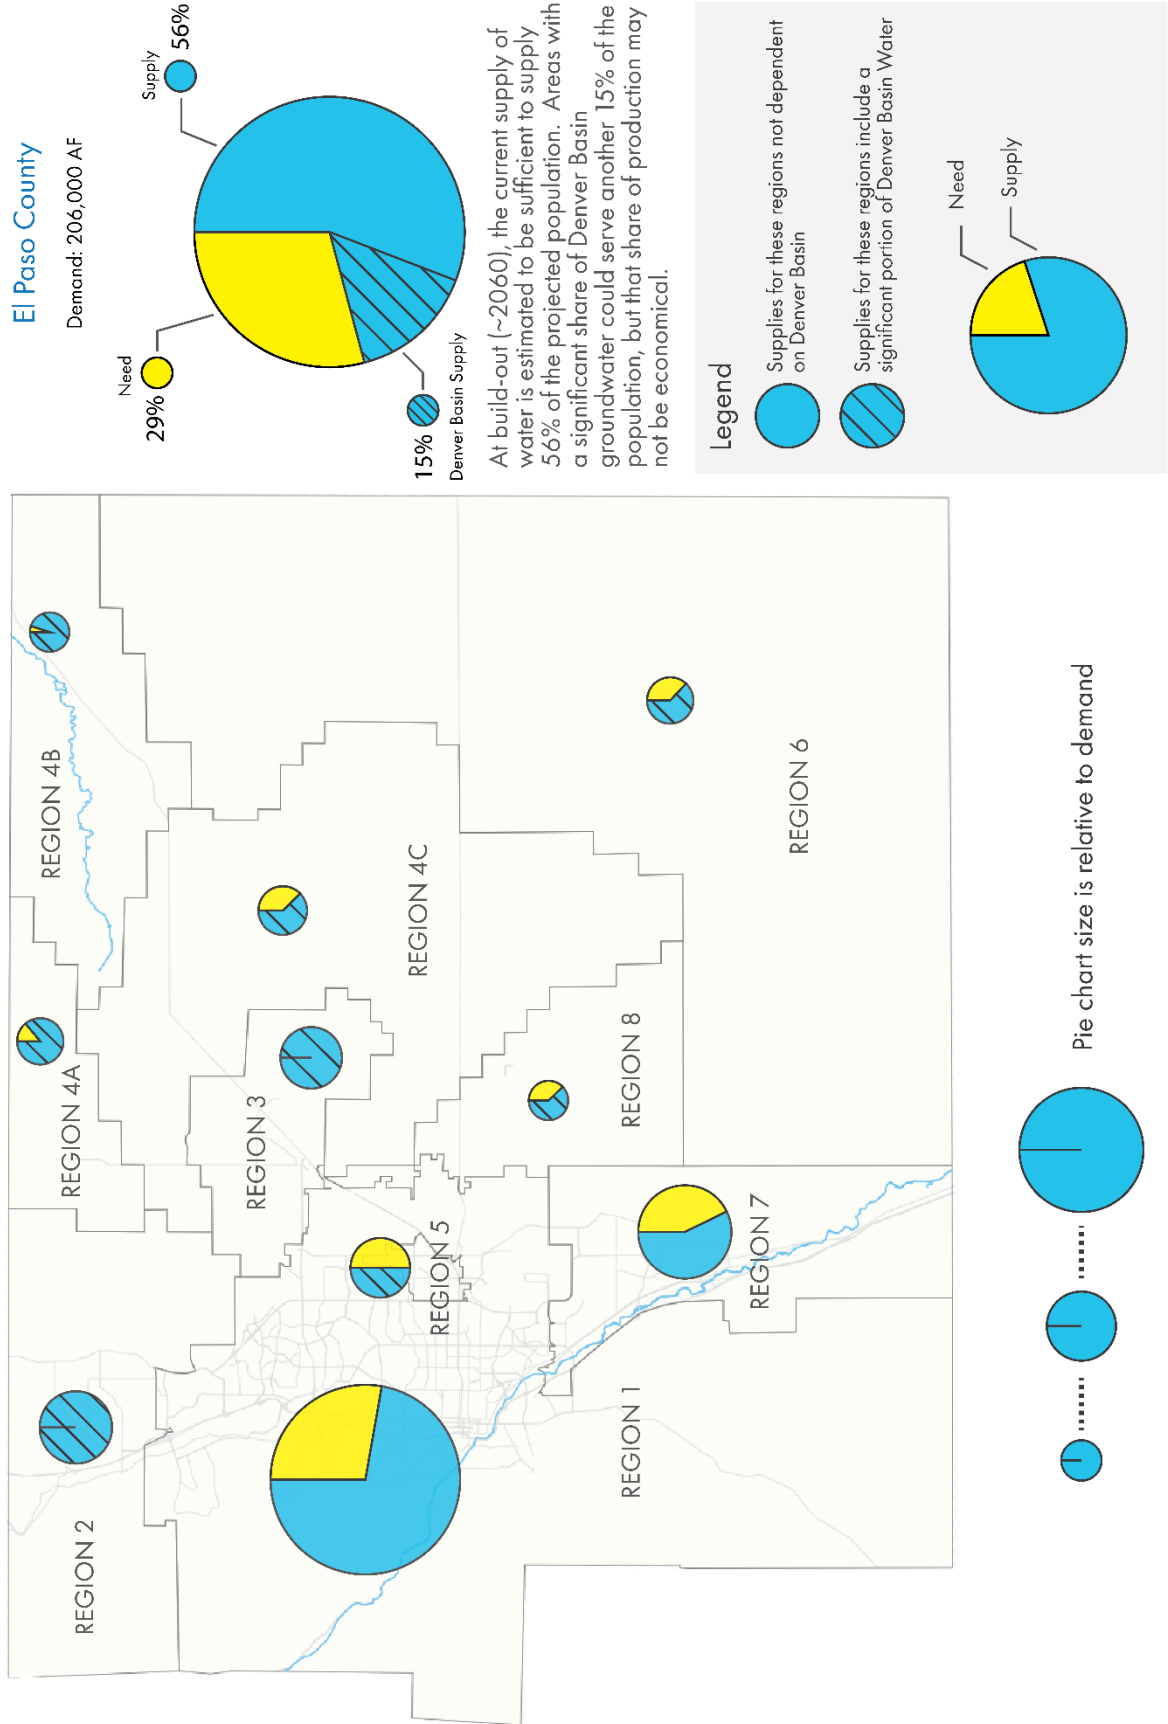 El Paso County
Demand: 206,000 AF
Need
29%
Supply
56%
15%
Denver Basin Supply
At build-out (~2060), the current supply of
water is estimated to be sufficient to supply
56% of the projected population. Areas with
a significant share of Denver Basin
groundwater could serve another 15% of the
population, but that share of production may
not be economical.
Legend
Supplies for these regions not dependent
on Denver Basin
Supplies for these regions include a
significant portion of Denver Basin Water
Need
Supply
REGION 2
REGION 4A
REGION 4B
REGION 3
REGION 4C
REGION 5
REGION 1
REGION 8
REGION 7
REGION 6
Pie chart size is relative to demand